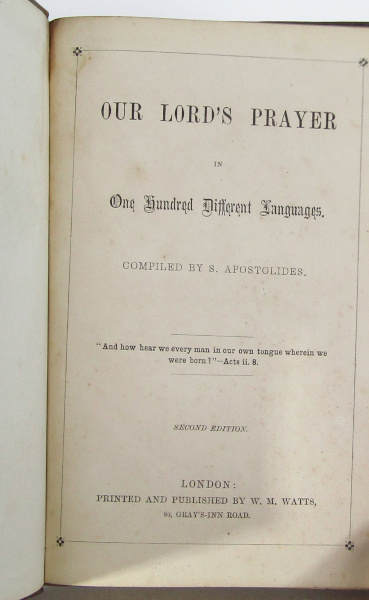 OUR LORD'S PRAYER
IN
One Hundred Different Languages.
COMPILED BY S. APOSTOLIDES.
"And how hear we every man in our own tongue wherein we
were born?"—Acts ii. 8.
SECOND EDITION.
LONDON:
PRINTED AND PUBLISHED BY W. M. WATTS,
GRAY'S-INN ROAD.